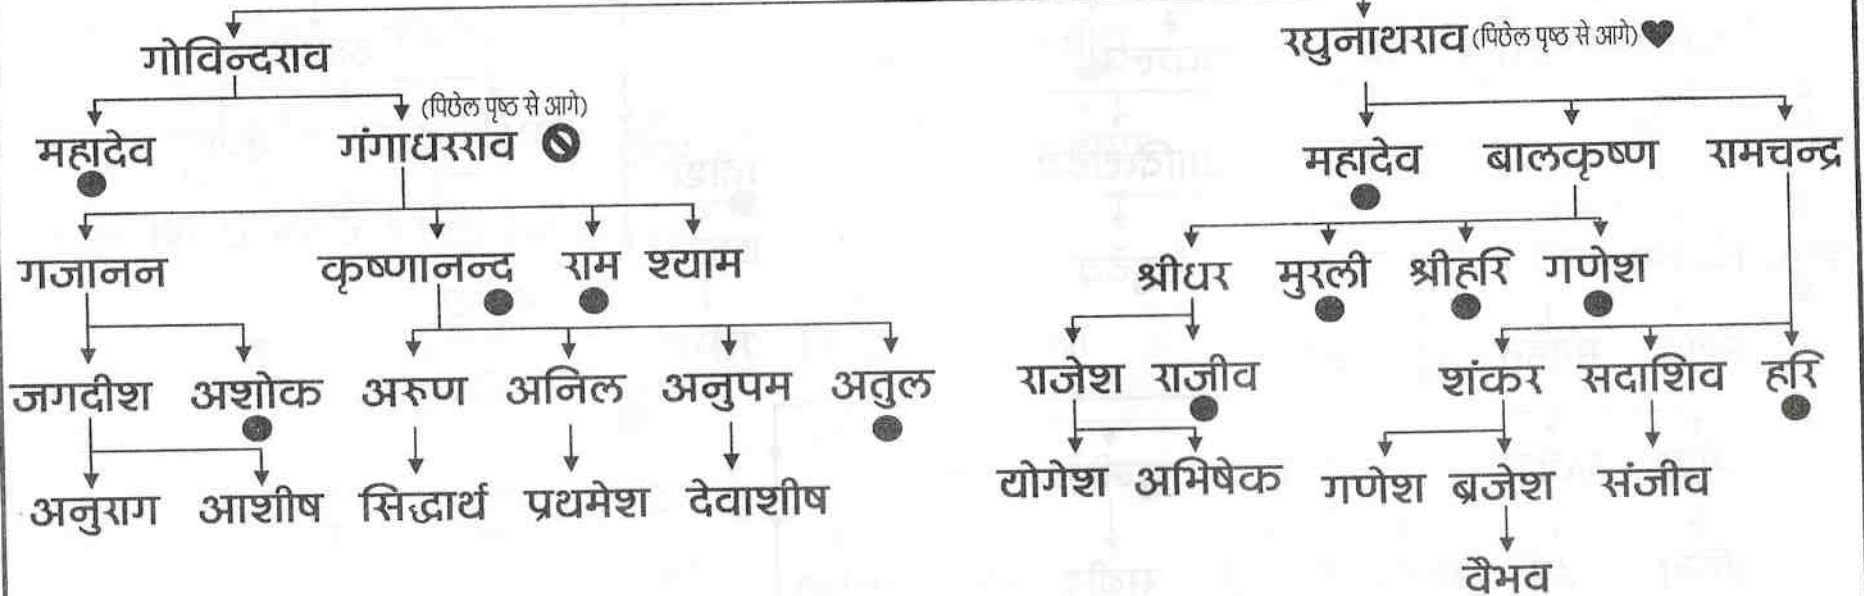 गोविन्दराव रघुनाथराव (पिछेल पृष्ठ से आगे)
(पिछेल पृष्ठ से आगे)
महादेव गंगाधरराव महादेव बालकृष्ण रामचन्द्र
गजानन कृष्णानन्द राम श्याम श्रीधर मुरली श्रीहरि गणेश
जगदीश अशोक अरुण अनिल अनुपम अतुल राजेश राजीव शंकर सदाशिव हरि
अनुराग आशीष सिद्धार्थ प्रथमेश देवाशीष योगेश अभिषेक गणेश ब्रजेश संजीव
वैभव